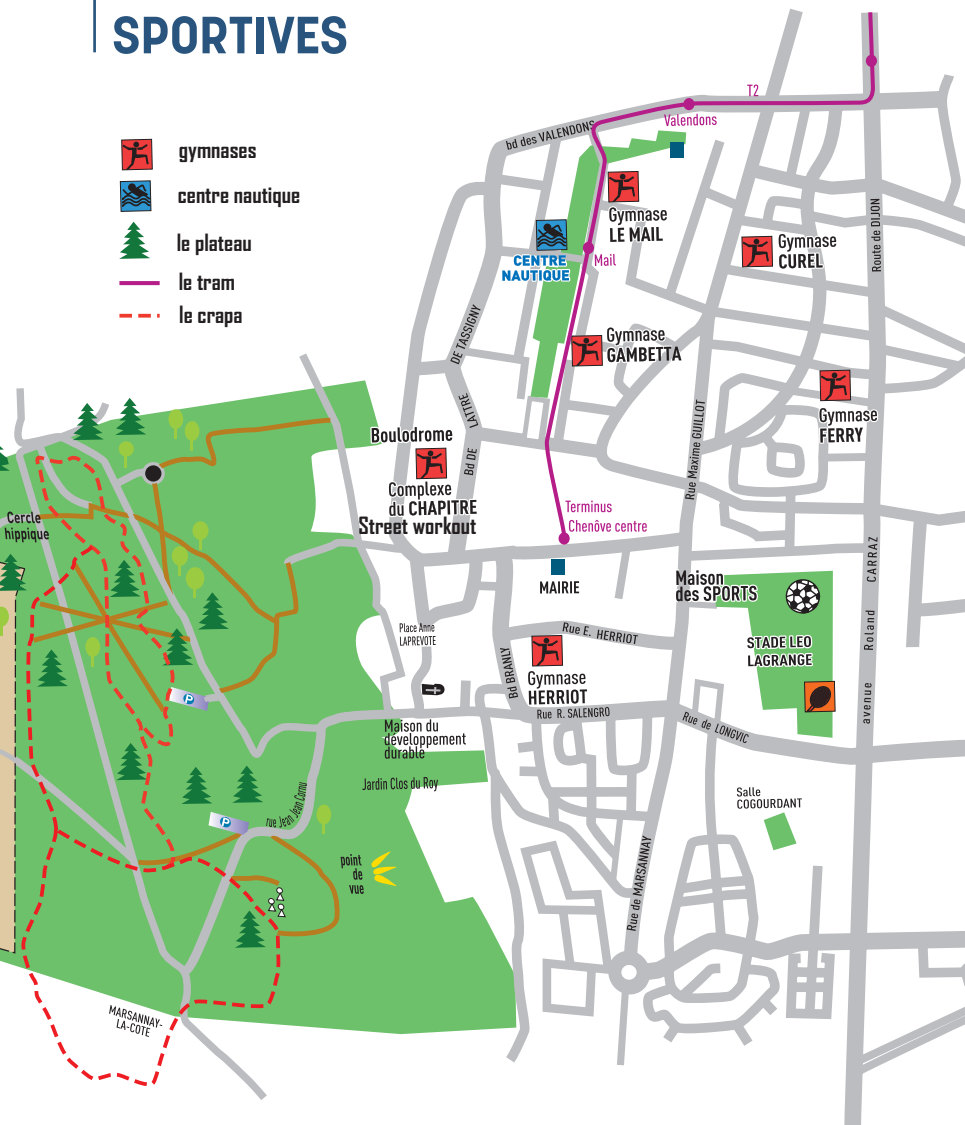 SPORTIVES
gymnases
centre nautique
le plateau
le tram
le crapa
T2
Valendons
bd des VALENDONS
Gymnase
LE MAIL
CENTRE
NAUTIQUE
Mail
Gymnase
CUREL
Route de DIJON
DE TASSIGNY
LATTRE
Bd DE
Gymnase
GAMBETTA
Gymnase
FERRY
Rue Maxime GUILLOT
Boulodrome
Complexe
du CHAPITRE
Street workout
Terminus
Chenôve centre
Cercle
hippique
MAIRIE
Maison
des SPORTS
CARRAZ
Roland
avenue
Place Anne
LAPREVOTE
Rue E. HERRIOT
STADE LEO
LAGRANGE
Bd BRANLY
Gymnase
HERRIOT
Rue R. SALENGRO
Rue de LONGVIC
P
Maison du
développement
durable
Jardin Clos du Roy
rue Jean Jean Cornu
P
Salle
COGOURDANT
point
de
vue
Rue de MARSANNAY
MARSANNAY-
LA-COTE